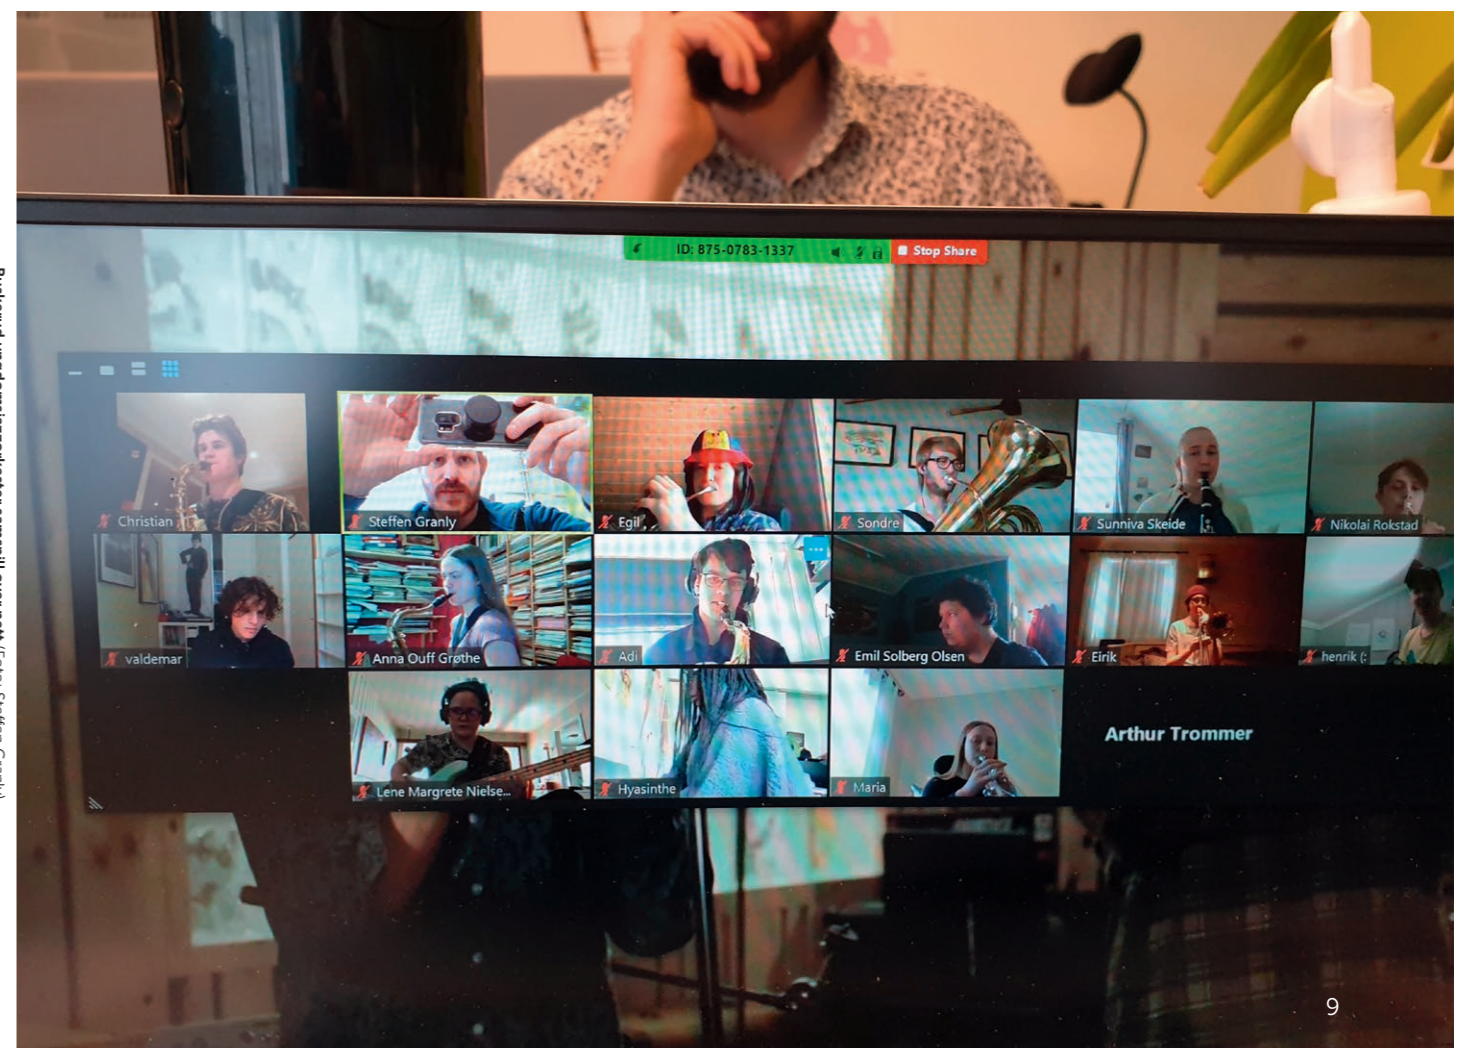 ID: 875-0783-1337
Stop Share
Christian
Steffen Granly
Egil
Sondre
Sunniva Skeide
Nikolai Rokstad
valdemar
Anna Ouff Grøthe
Adi
Emil Solberg Olsen
Eirik
henrik (:
Lene Margrete Nielse...
Hyasinthe
Maria
Arthur Trommer
9